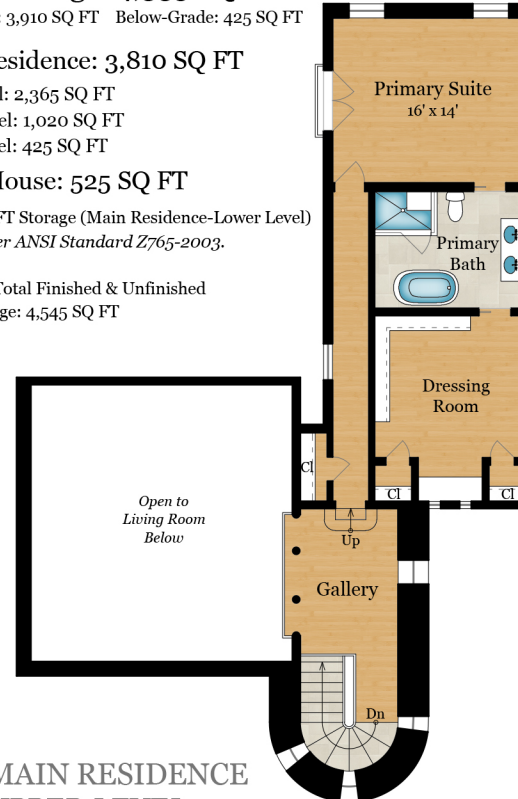 : 3,910 SQ FT Below-Grade: 425 SQ FT
esidence: 3,810 SQ FT
l: 2,365 SQ FT
el: 1,020 SQ FT
el: 425 SQ FT
House: 525 SQ FT
FT Storage (Main Residence-Lower Level)
er ANSI Standard Z765-2003.
Total Finished & Unfinished
ge: 4,545 SQ FT
Primary Suite
16' x 14'
Primary
Bath
Dressing
Room
Cl
Cl
Cl
Open to
Living Room
Below
Up
Gallery
Dn
MAIN RESIDENCE